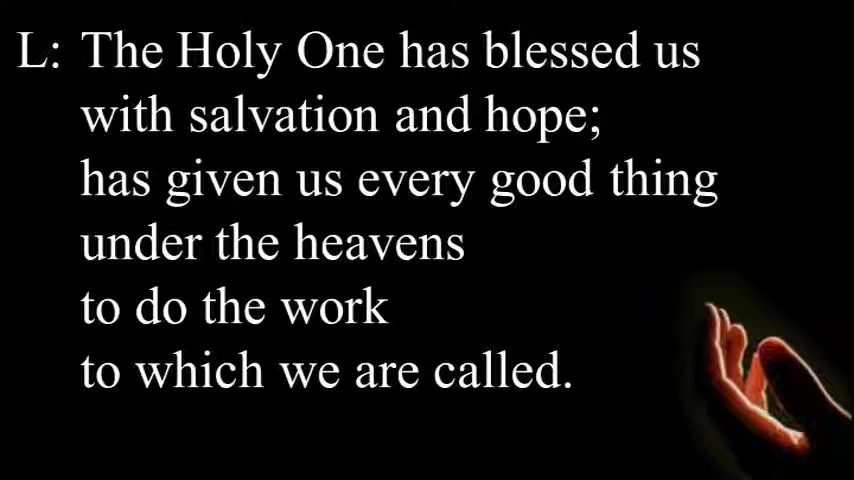 L: The Holy One has blessed us
with salvation and hope;
has given us every good thing
under the heavens
to do the work
to which we are called.